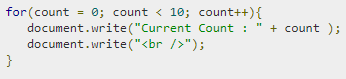 for(count = 0; count < 10; count++){
   document.write("Current Count : " + count );
   document.write("<br />");
}